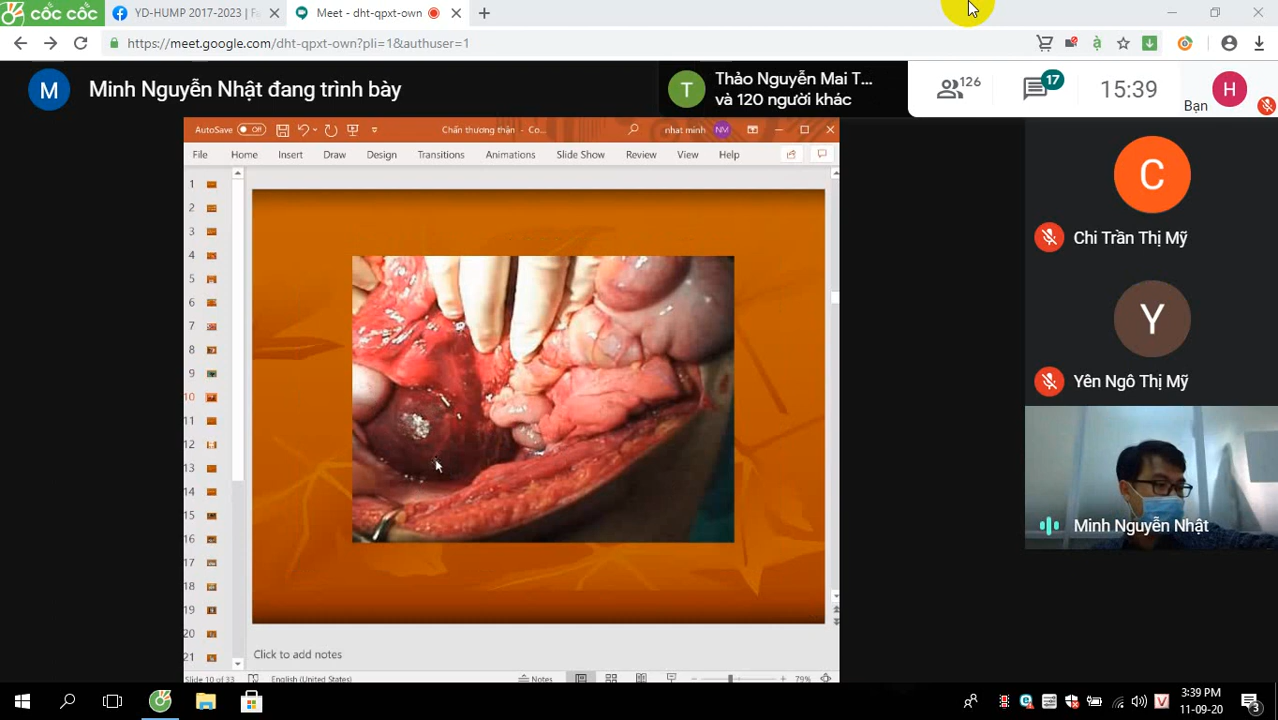 CỐC CỐC
YD-HUMP 2017-2023 | Fa
Meet - dht-qpxt-own
https://meet.google.com/dht-qpxt-own?pli=1&authuser=1
M
Minh Nguyễn Nhật đang trình bày
T
Thảo Nguyễn Mai T...
và 120 người khác
126
17
15:39
Bạn
H
AutoSave Off
Chấn thương thận - Co...
nhat minh
NM
File
Home
Insert
Draw
Design
Transitions
Animations
Slide Show
Review
View
Help
1
2
3
4
5
6
7
8
9
10
11
12
13
14
15
16
17
18
19
20
21
C
Chi Trần Thị Mỹ
Y
Yên Ngô Thị Mỹ
Minh Nguyễn Nhật
Click to add notes
Slide 10 of 33
English (United States)
Notes
79%
V
3:39 PM
11-09-20
3